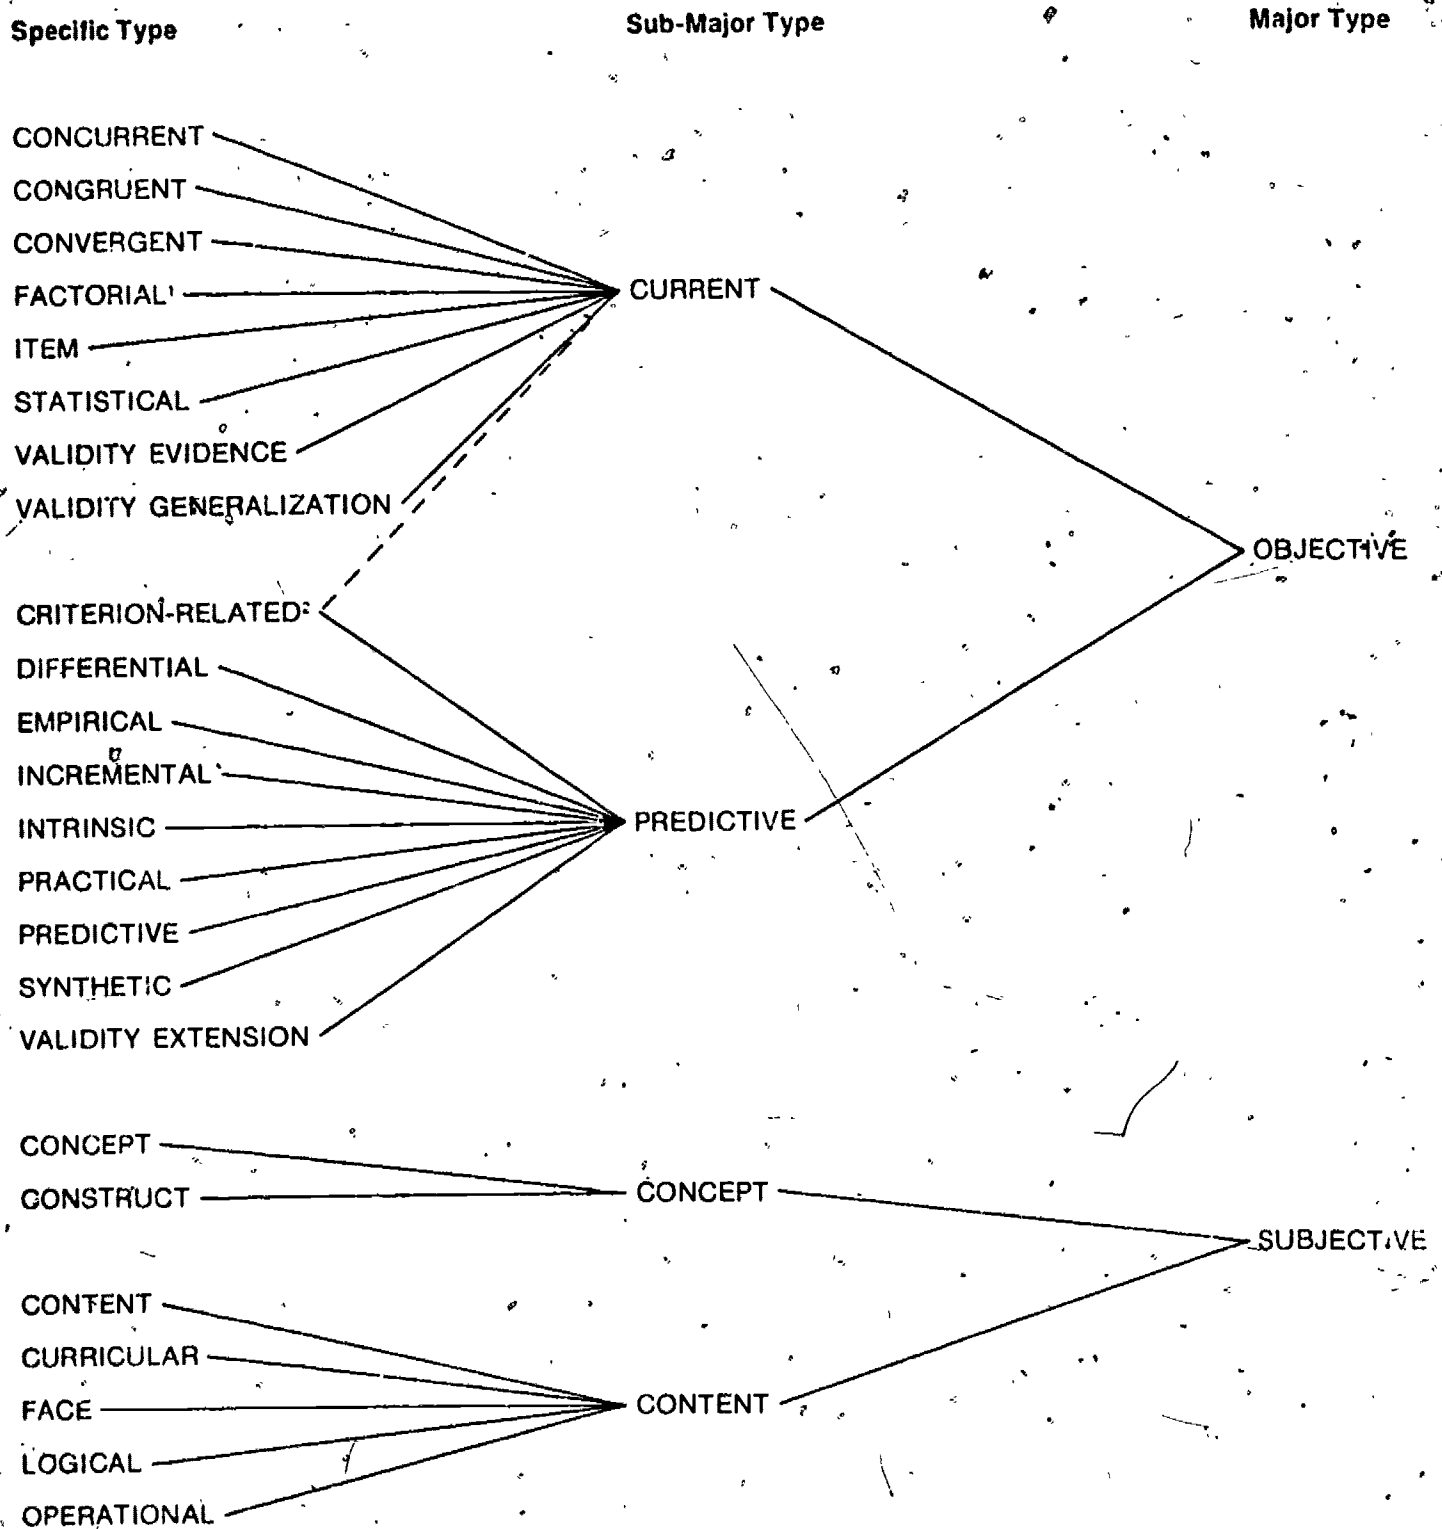 Specific Type Sub-Major Type Major Type
CONCURRENT
CONGRUENT
CONVERGENT
FACTORIAL¹
ITEM
STATISTICAL
VALIDITY EVIDENCE
VALIDITY GENERALIZATION
CURRENT
CRITERION-RELATED²
DIFFERENTIAL
EMPIRICAL
INCREMENTAL
INTRINSIC
PRACTICAL
PREDICTIVE
SYNTHETIC
VALIDITY EXTENSION
PREDICTIVE
OBJECTIVE
CONCEPT
CONSTRUCT
CONCEPT
CONTENT
CURRICULAR
FACE
LOGICAL
OPERATIONAL
CONTENT
SUBJECTIVE